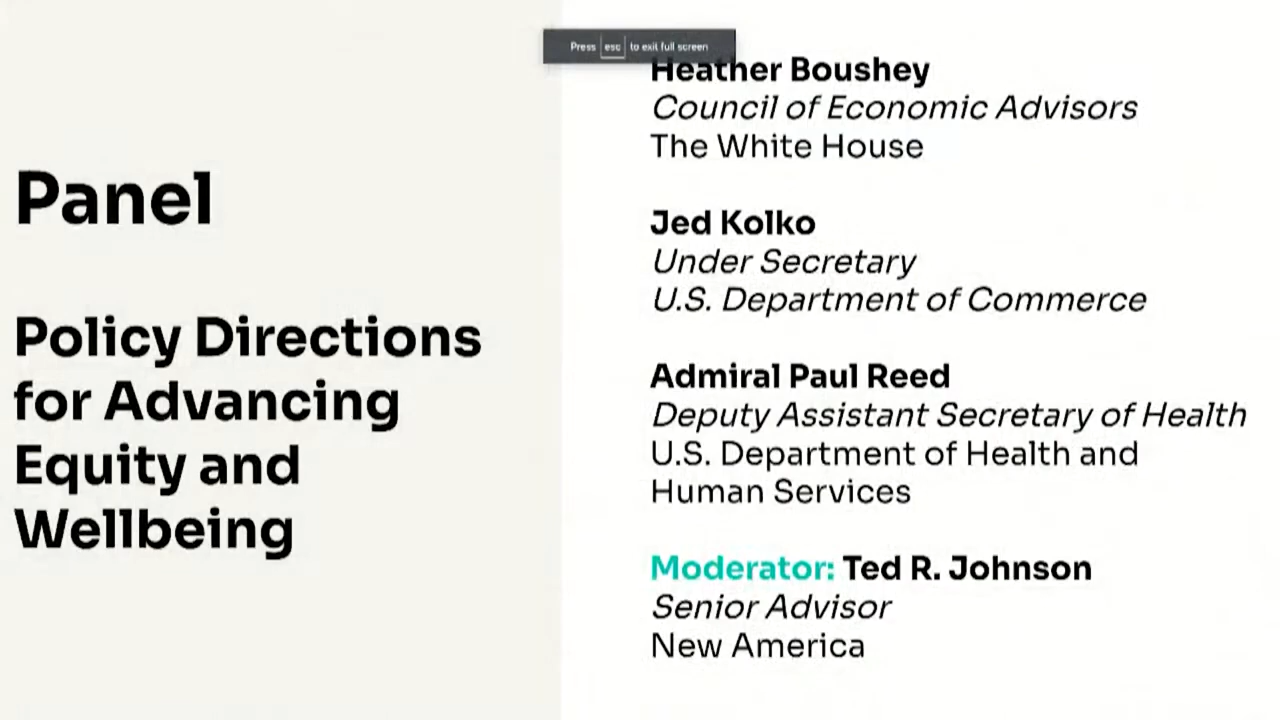 Press esc to exit full screen
Panel
Policy Directions
for Advancing
Equity and
Wellbeing
Heather Boushey
Council of Economic Advisors
The White House
Jed Kolko
Under Secretary
U.S. Department of Commerce
Admiral Paul Reed
Deputy Assistant Secretary of Health
U.S. Department of Health and
Human Services
Moderator: Ted R. Johnson
Senior Advisor
New America